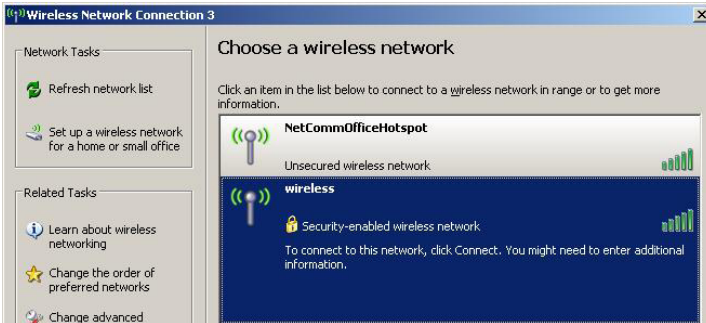 Wireless Network Connection 3
Network Tasks
Refresh network list
Set up a wireless network
for a home or small office
Related Tasks
Learn about wireless
networking
Change the order of
preferred networks
Change advanced
Choose a wireless network
Click an item in the list below to connect to a wireless network in range or to get more
information.
NetCommOfficeHotspot
Unsecured wireless network
wireless
Security-enabled wireless network
To connect to this network, click Connect. You might need to enter additional
information.